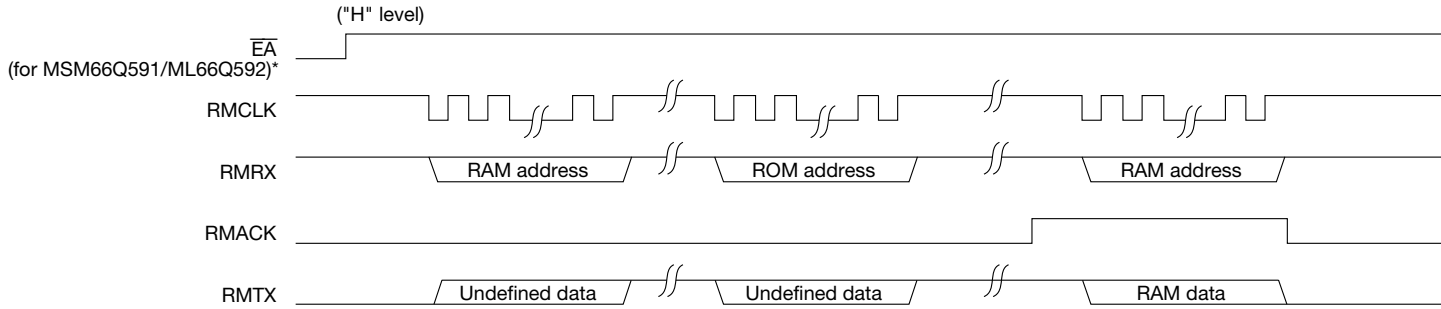 ("H" level)
EA
(for MSM66Q591/ML66Q592)*
RMCLK
RMRX
RAM address
ROM address
RAM address
RMACK
RMTX
Undefined data
Undefined data
RAM data